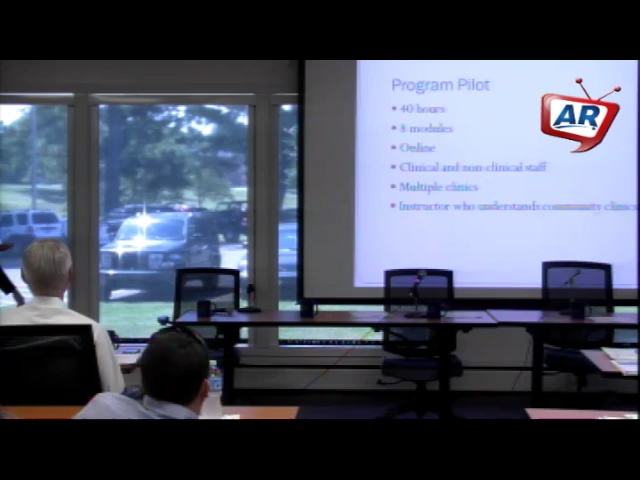 Program Pilot
AR
• 40 hours
• 8 modules
• Online
• Clinical and non-clinical staff
• Multiple clinics
• Instructor who understands community clinics